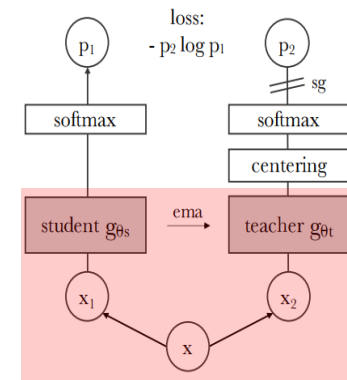 loss:
- p₂ log p₁
p₁
p₂
sg
softmax
softmax
centering
student gθs
ema
teacher gθt
x₁
x₂
x